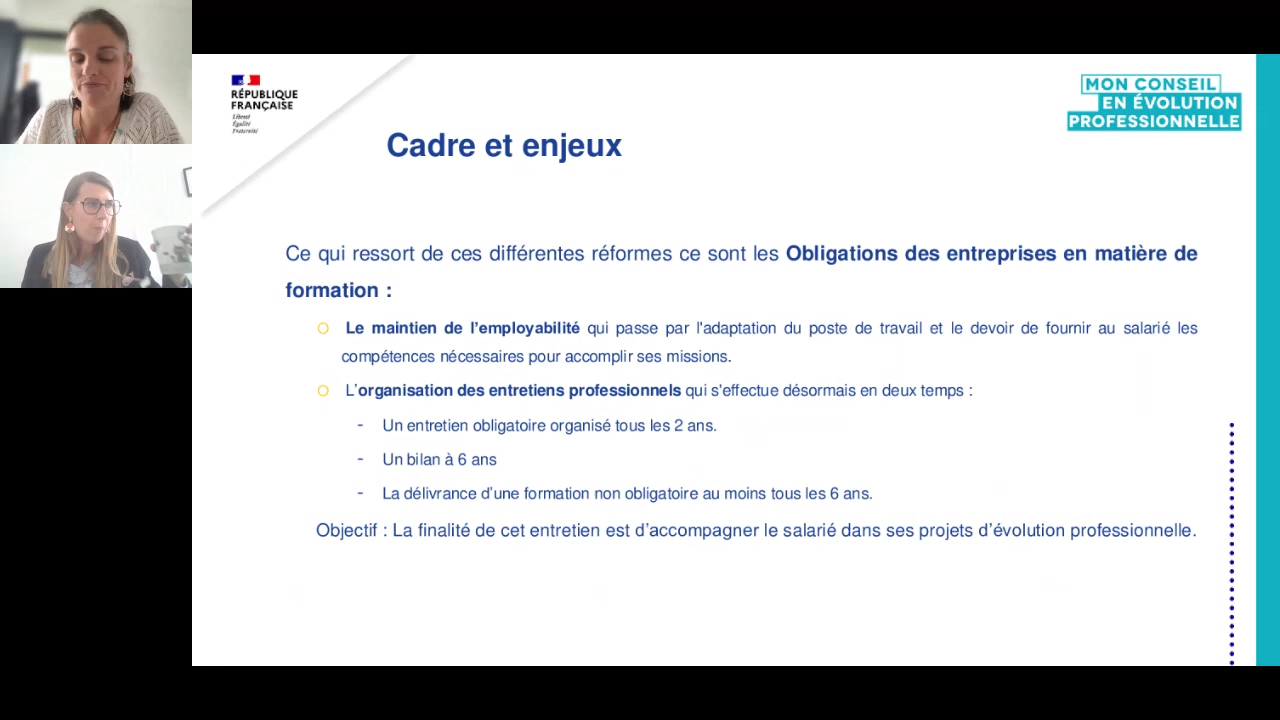 RÉPUBLIQUE
FRANÇAISE
Liberté
Égalité
Fraternité
MON CONSEIL
EN ÉVOLUTION
PROFESSIONNELLE
Cadre et enjeux
Ce qui ressort de ces différentes réformes ce sont les Obligations des entreprises en matière de
formation :
Le maintien de l’employabilité qui passe par l'adaptation du poste de travail et le devoir de fournir au salarié les
compétences nécessaires pour accomplir ses missions.
L’organisation des entretiens professionnels qui s'effectue désormais en deux temps :
- Un entretien obligatoire organisé tous les 2 ans.
- Un bilan à 6 ans
- La délivrance d’une formation non obligatoire au moins tous les 6 ans.
Objectif : La finalité de cet entretien est d’accompagner le salarié dans ses projets d’évolution professionnelle.